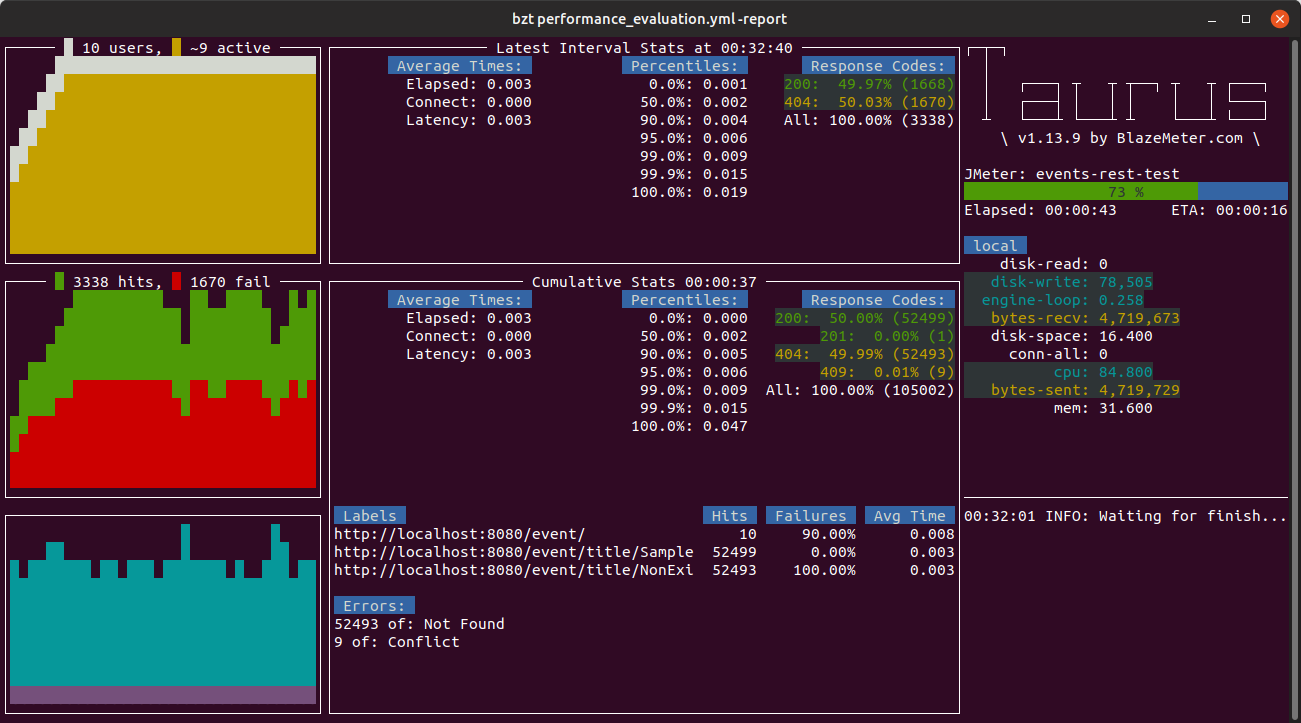 bzt performance_evaluation.yml -report
10 users, ~9 active
Latest Interval Stats at 00:32:40
Average Times:
Elapsed: 0.003
Connect: 0.000
Latency: 0.003
Percentiles:
0.0%: 0.001
50.0%: 0.002
90.0%: 0.004
95.0%: 0.006
99.0%: 0.009
99.9%: 0.015
100.0%: 0.019
Response Codes:
200: 49.97% (1668)
404: 50.03% (1670)
All: 100.00% (3338)
3338 hits, 1670 fail
Cumulative Stats 00:00:37
Average Times:
Elapsed: 0.003
Connect: 0.000
Latency: 0.003
Percentiles:
0.0%: 0.000
50.0%: 0.002
90.0%: 0.005
95.0%: 0.006
99.0%: 0.009
99.9%: 0.015
100.0%: 0.047
Response Codes:
200: 50.00% (52499)
201: 0.00% (1)
404: 49.99% (52493)
409: 0.01% (9)
All: 100.00% (105002)
Labels Hits Failures Avg Time
http://localhost:8080/event/ 10 90.00% 0.008
http://localhost:8080/event/title/Sample 52499 0.00% 0.003
http://localhost:8080/event/title/NonExi 52493 100.00% 0.003
Errors:
52493 of: Not Found
9 of: Conflict
Taurus
\ v1.13.9 by BlazeMeter.com \
JMeter: events-rest-test
73 %
Elapsed: 00:00:43 ETA: 00:00:16
local
disk-read: 0
disk-write: 78,505
engine-loop: 0.258
bytes-recv: 4,719,673
disk-space: 16.400
conn-all: 0
cpu: 84.800
bytes-sent: 4,719,729
mem: 31.600
00:32:01 INFO: Waiting for finish...